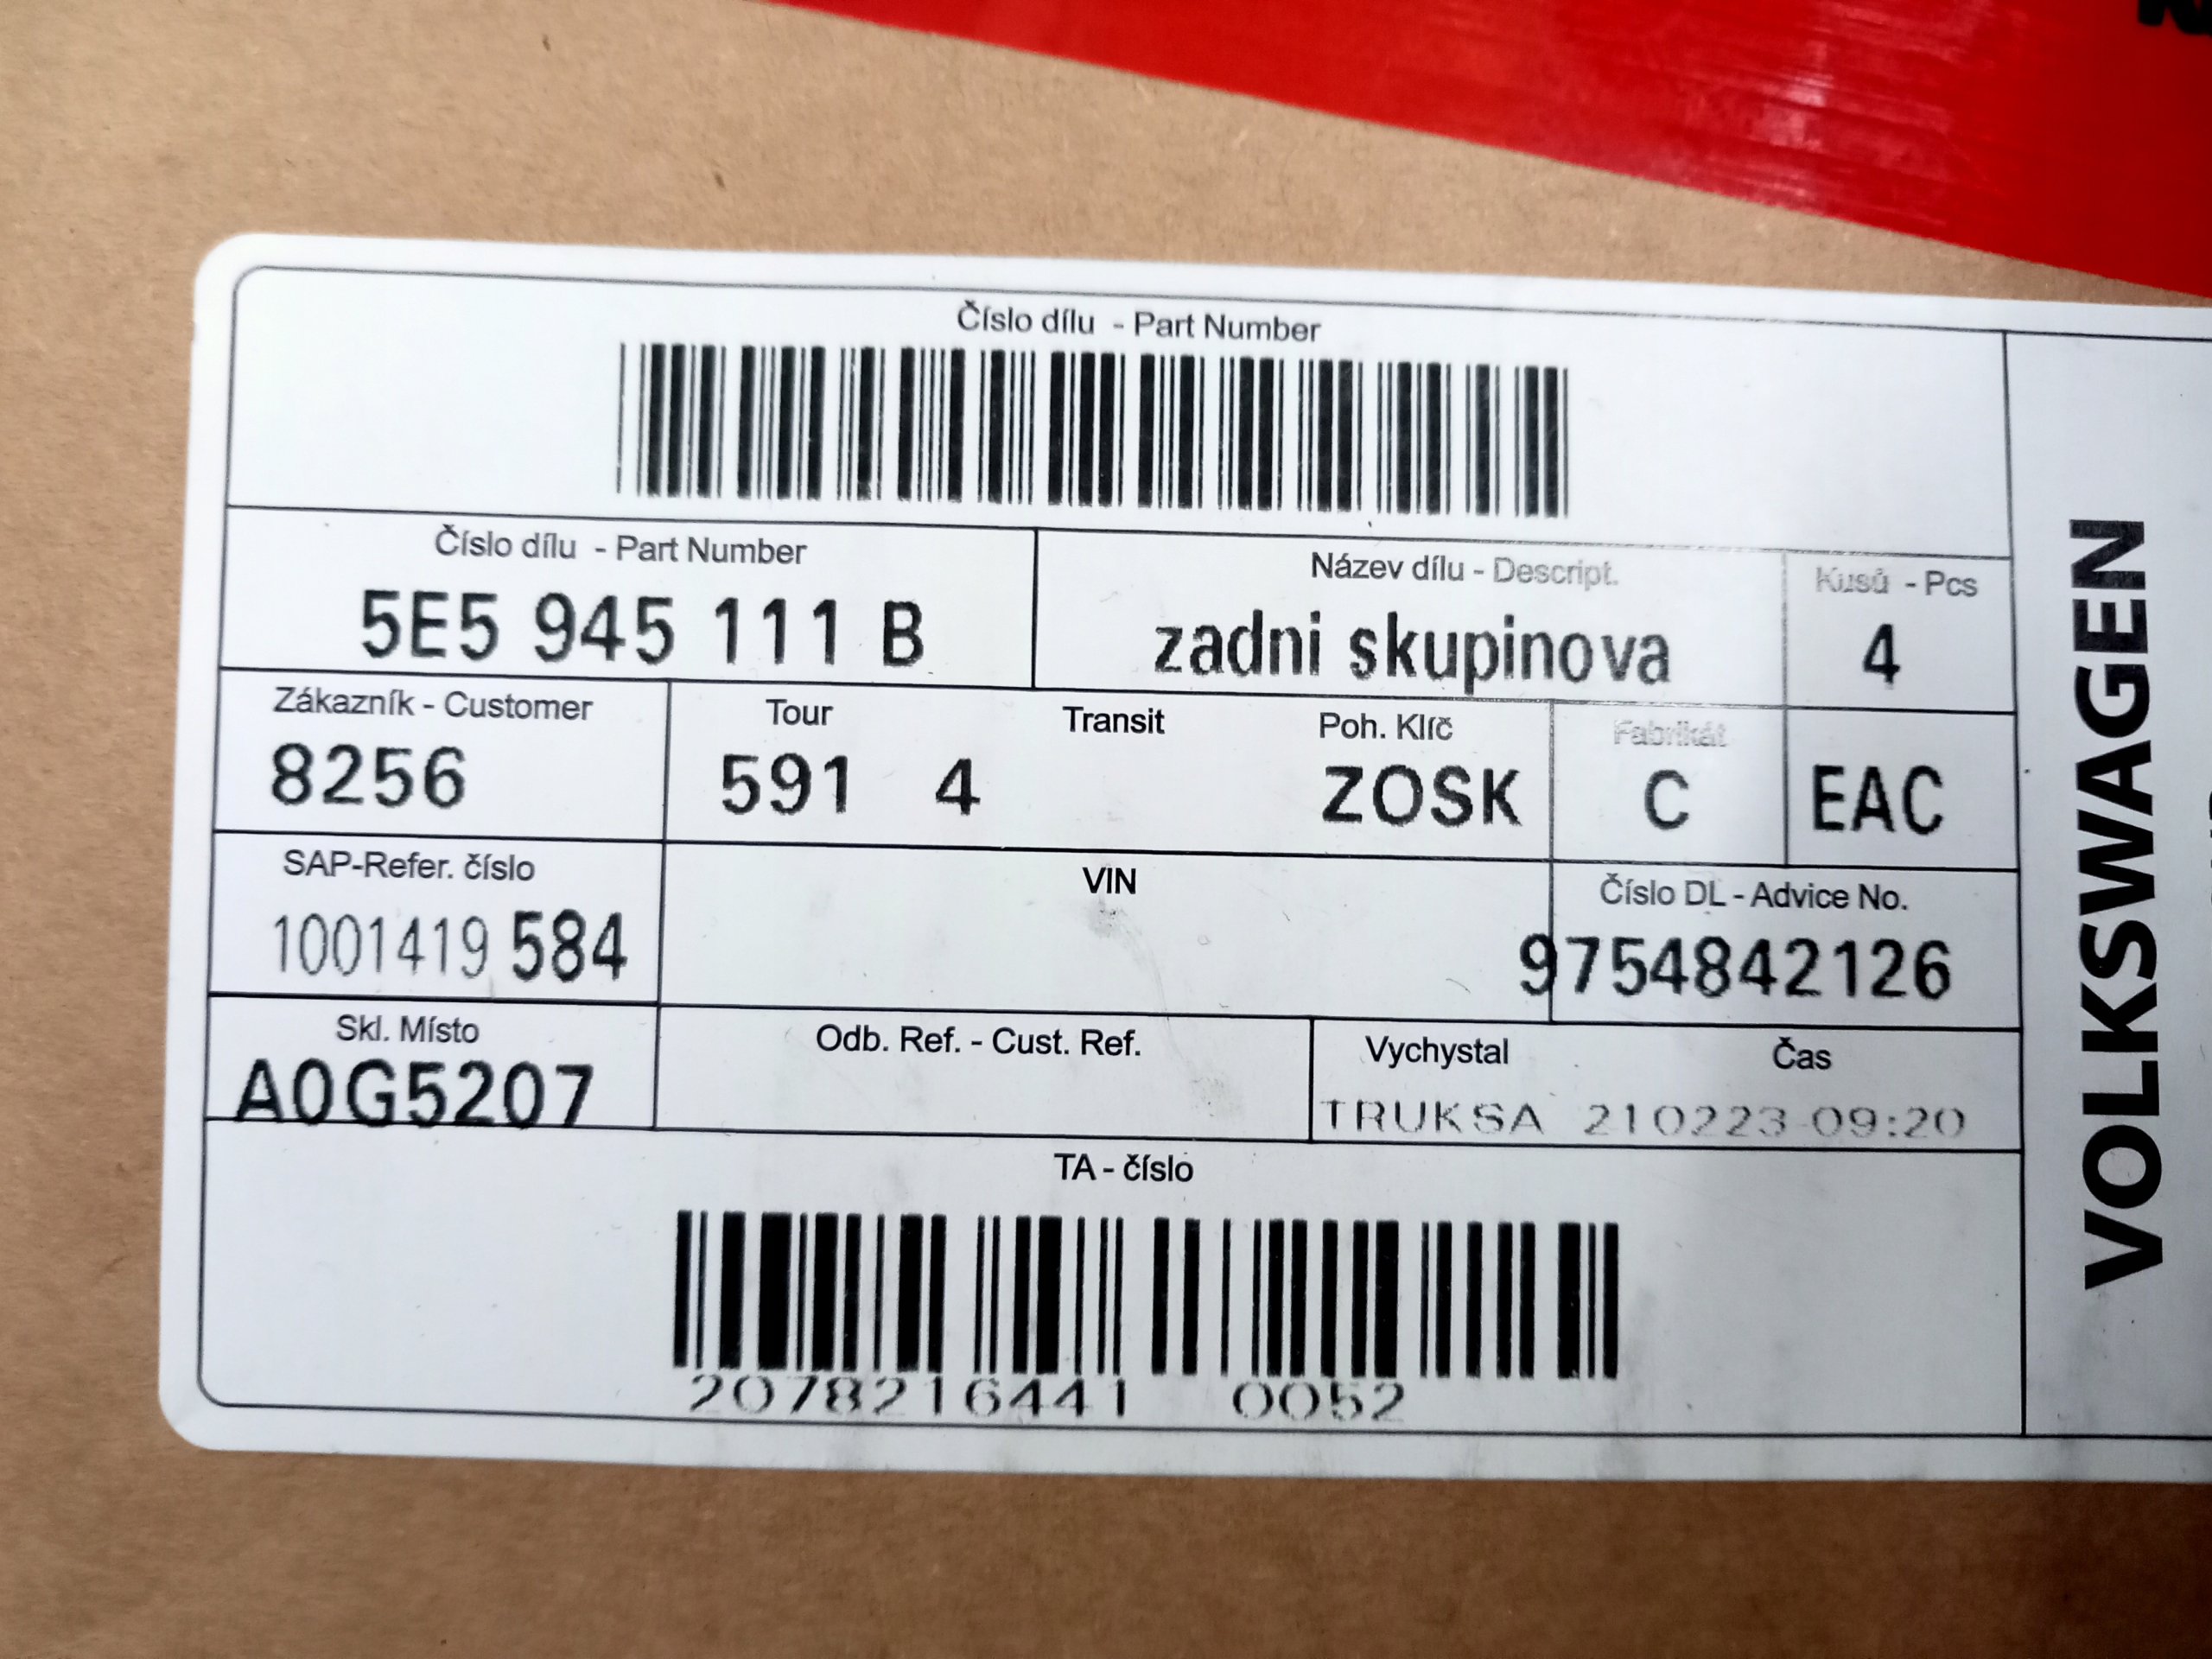 Číslo dílu - Part Number
Číslo dílu - Part Number
5E5 945 111 B
Název dílu - Descript.
zadni skupinova
Kusů - Pcs
4
Zákazník - Customer
8256
Tour
591 4
Transit
Poh. Klíč
ZOSK
Fabrikát
C
EAC
SAP-Refer. číslo
1001419 584
VIN
Číslo DL - Advice No.
9754842126
Skl. Místo
A0G5207
Odb. Ref. - Cust. Ref.
Vychystal Čas
TRUKSA 210223 09:20
TA - číslo
2078216441 0052
VOLKSWAGEN